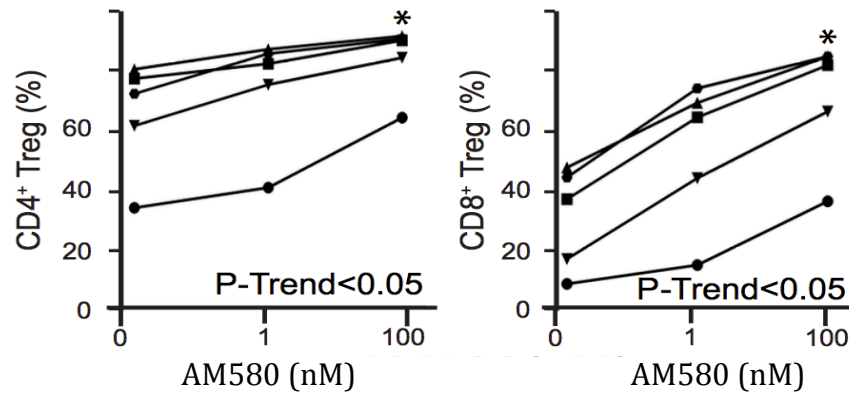 *
CD4⁺ Treg (%)
60
40
20
0
P-Trend<0.05
0 1 100
AM580 (nM)
*
CD8⁺ Treg (%)
60
40
20
0
P-Trend<0.05
0 1 100
AM580 (nM)